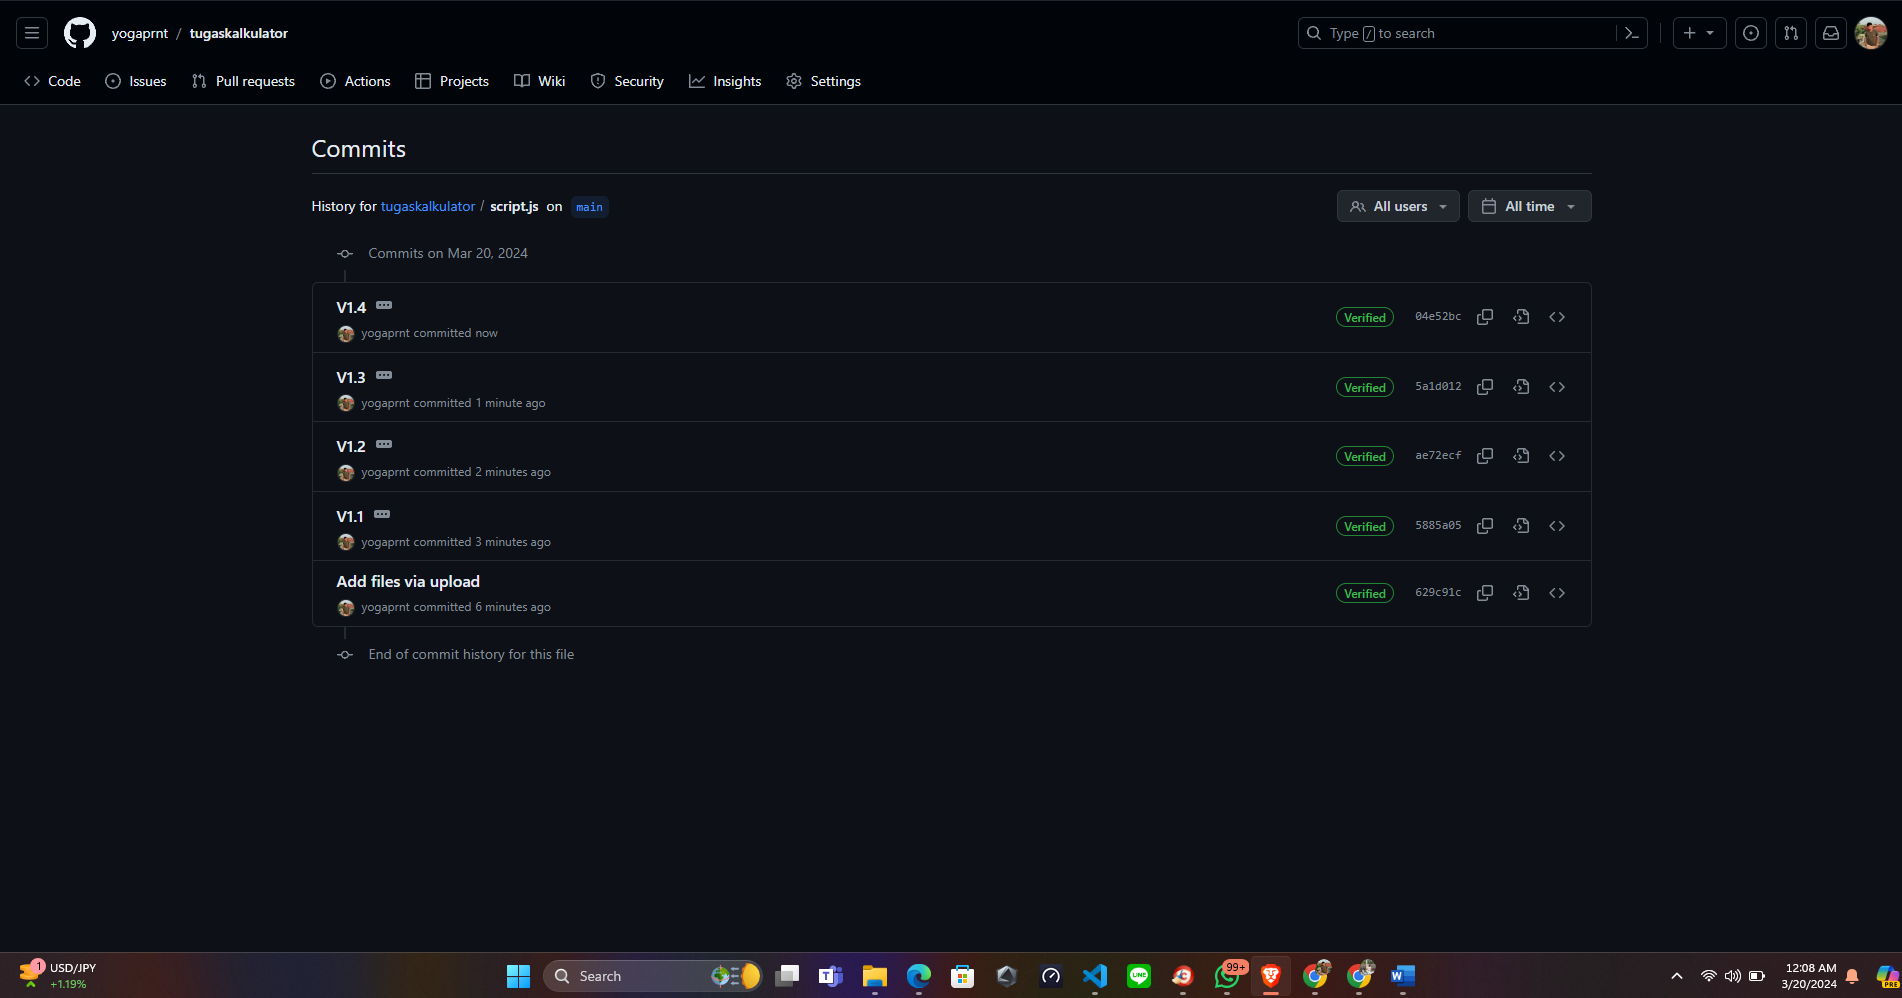 yogaprnt / tugaskalkulator
Type / to search
Code Issues Pull requests Actions Projects Wiki Security Insights Settings
Commits
History for tugaskalkulator / script.js on main
All users All time
Commits on Mar 20, 2024
V1.4
yogaprnt committed now
Verified 04e52bc
V1.3
yogaprnt committed 1 minute ago
Verified 5a1d012
V1.2
yogaprnt committed 2 minutes ago
Verified ae72ecf
V1.1
yogaprnt committed 3 minutes ago
Verified 5885a05
Add files via upload
yogaprnt committed 6 minutes ago
Verified 629c91c
End of commit history for this file
1
USD/JPY
+1.19%
Search
T
LINE
99+
W
12:08 AM
3/20/2024
PRE